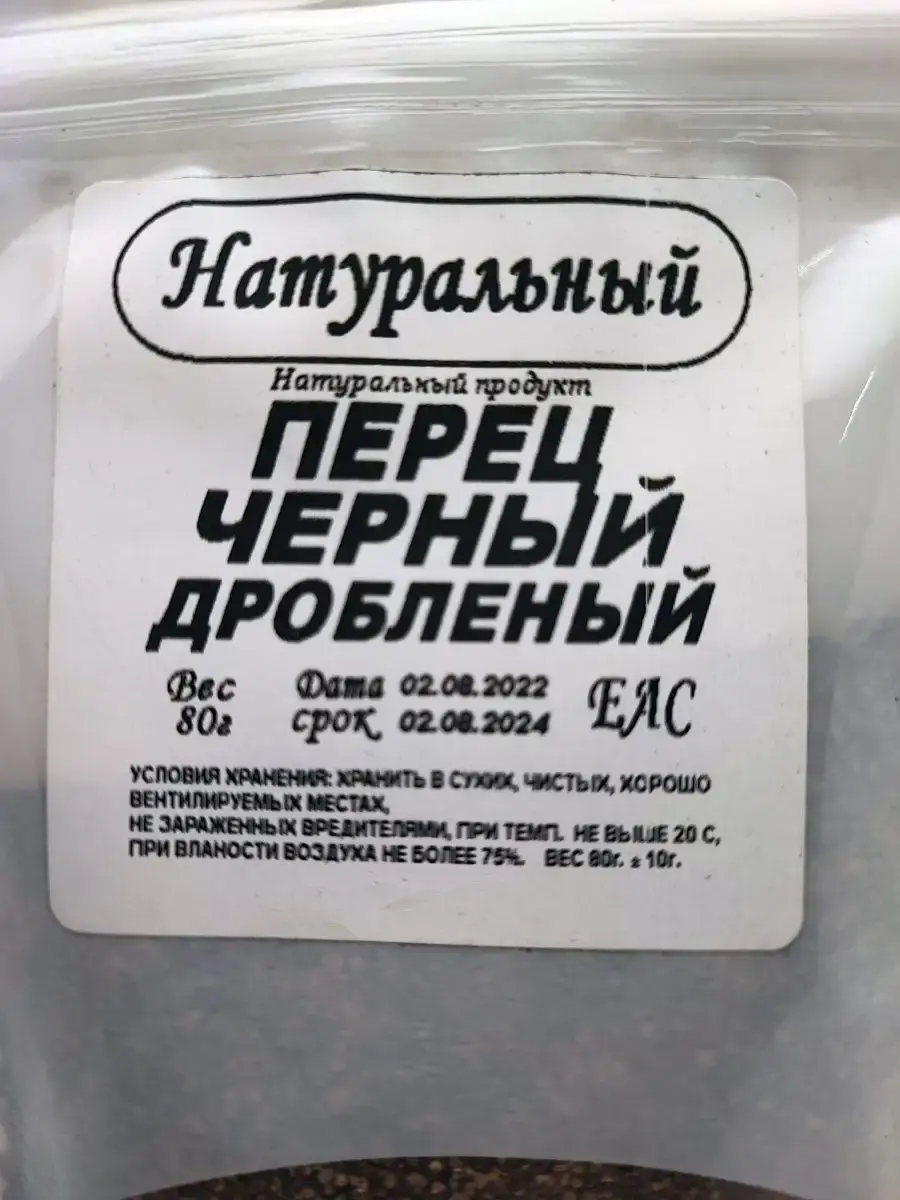 Натуральный
Натуральный продукт
ПЕРЕЦ
ЧЕРНЫЙ
ДРОБЛЕНЫЙ
Вес Дата 02.08.2022 ЕАС
80г срок 02.08.2024
УСЛОВИЯ ХРАНЕНИЯ: ХРАНИТЬ В СУХИХ, ЧИСТЫХ, ХОРОШО
ВЕНТИЛИРУЕМЫХ МЕСТАХ,
НЕ ЗАРАЖЕННЫХ ВРЕДИТЕЛЯМИ, ПРИ ТЕМП. НЕ ВЫШЕ 20 С,
ПРИ ВЛАНОСТИ ВОЗДУХА НЕ БОЛЕЕ 75%. ВЕС 80г. ± 10г.